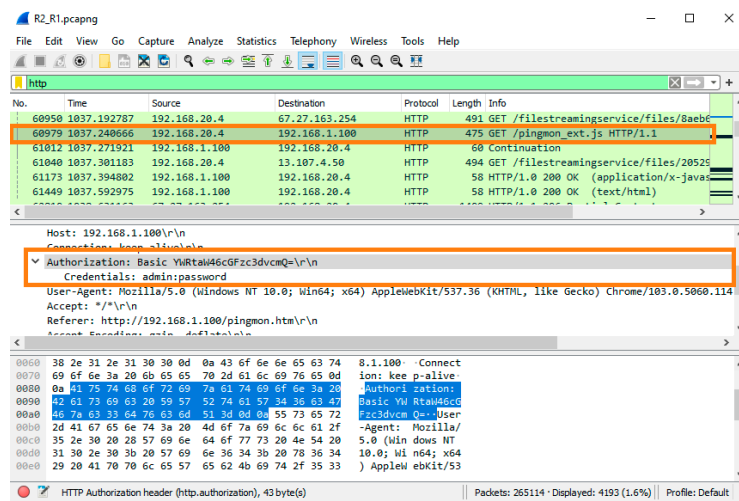 R2_R1.pcapng
File Edit View Go Capture Analyze Statistics Telephony Wireless Tools Help
http
No. Time Source Destination Protocol Length Info
60950 1037.192787 192.168.20.4 67.27.163.254 HTTP 491 GET /filestreamingservice/files/8aeb6
60979 1037.240666 192.168.20.4 192.168.1.100 HTTP 475 GET /pingmon_ext.js HTTP/1.1
61012 1037.271921 192.168.1.100 192.168.20.4 HTTP 60 Continuation
61040 1037.301183 192.168.20.4 13.107.4.50 HTTP 494 GET /filestreamingservice/files/20529
61173 1037.394802 192.168.1.100 192.168.20.4 HTTP 58 HTTP/1.0 200 OK (application/x-javas
61449 1037.592975 192.168.1.100 192.168.20.4 HTTP 58 HTTP/1.0 200 OK (text/html)
Host: 192.168.1.100\r\n
Connection: keep-alive\r\n
Authorization: Basic YWRtaW46cGFzc3dvcmQ=\r\n
Credentials: admin:password
User-Agent: Mozilla/5.0 (Windows NT 10.0; Win64; x64) AppleWebKit/537.36 (KHTML, like Gecko) Chrome/103.0.5060.114
Accept: */*\r\n
Referer: http://192.168.1.100/pingmon.htm\r\n
Accept-Encoding: gzip, deflate\r\n
0060 38 2e 31 2e 31 30 30 0d 0a 43 6f 6e 6e 65 63 74 8.1.100· ·Connect
0070 69 6f 6e 3a 20 6b 65 65 70 2d 61 6c 69 76 65 0d ion: kee p-alive·
0080 0a 41 75 74 68 6f 72 69 7a 61 74 69 6f 6e 3a 20 ·Authori zation:
0090 42 61 73 69 63 20 59 57 52 74 61 57 34 36 63 47 Basic YW RtaW46cG
00a0 46 7a 63 33 64 76 63 6d 51 3d 0d 0a 55 73 65 72 Fzc3dvcm Q=··User
00b0 2d 41 67 65 6e 74 3a 20 4d 6f 7a 69 6c 6c 61 2f -Agent: Mozilla/
00c0 35 2e 30 20 28 57 69 6e 64 6f 77 73 20 4e 54 20 5.0 (Win dows NT
00d0 31 30 2e 30 3b 20 57 69 6e 36 34 3b 20 78 36 34 10.0; Wi n64; x64
00e0 29 20 41 70 70 6c 65 57 65 62 4b 69 74 2f 35 33 ) AppleW ebKit/53
HTTP Authorization header (http.authorization), 43 byte(s) Packets: 265114 · Displayed: 4193 (1.6%) Profile: Default